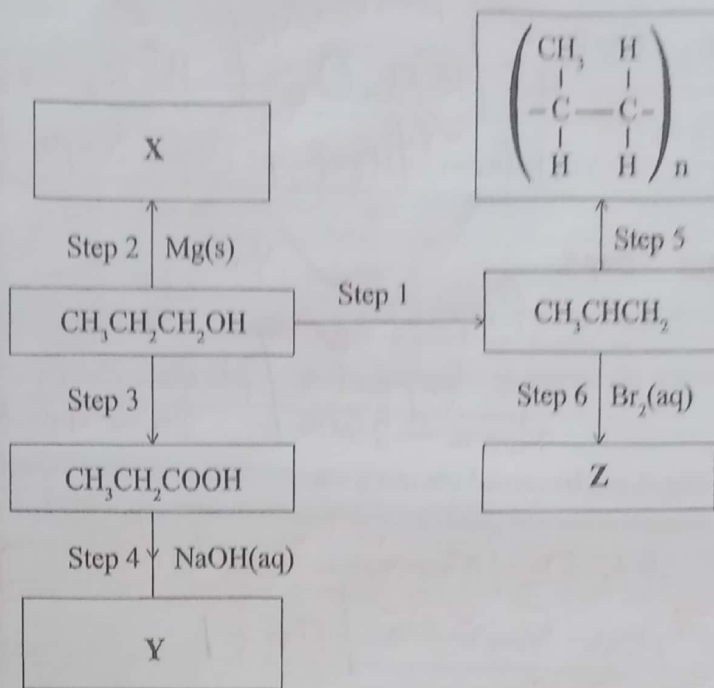 CH₃ H
-C—C-
H H
n
X
Step 2 Mg(s)
Step 5
CH₃CH₂CH₂OH
Step 1
CH₃CHCH₂
Step 3
Step 6 Br₂(aq)
CH₃CH₂COOH
Z
Step 4 NaOH(aq)
Y